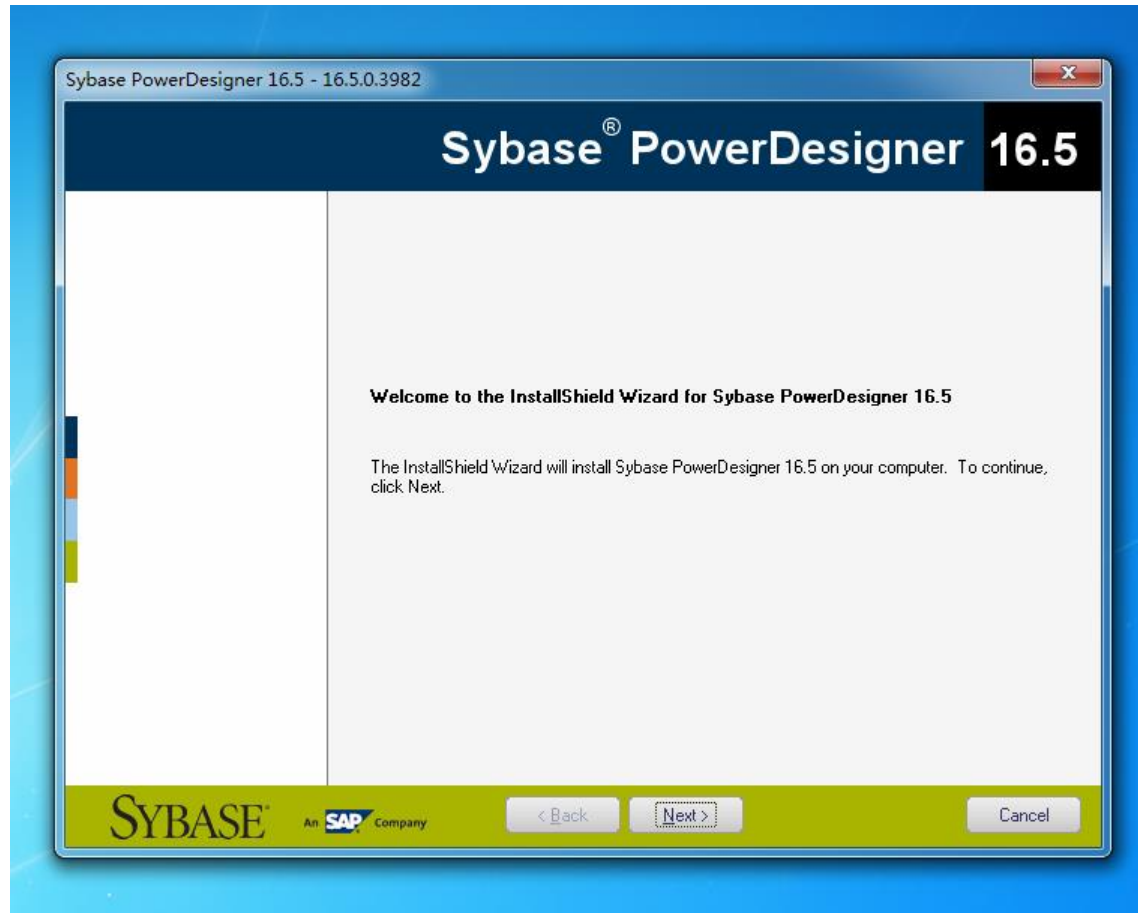 Sybase PowerDesigner 16.5 - 16.5.0.3982
x
Sybase® PowerDesigner 16.5
Welcome to the InstallShield Wizard for Sybase PowerDesigner 16.5
The InstallShield Wizard will install Sybase PowerDesigner 16.5 on your computer.  To continue,
click Next.
SYBASE® An SAP® Company < Back Next > Cancel